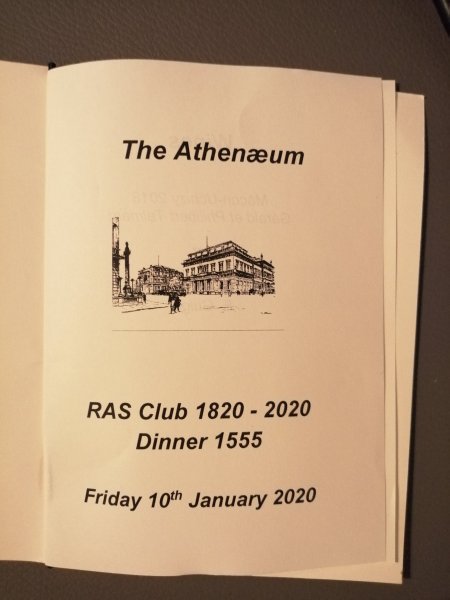 The Athenæum
RAS Club 1820 - 2020
Dinner 1555
Friday 10th January 2020